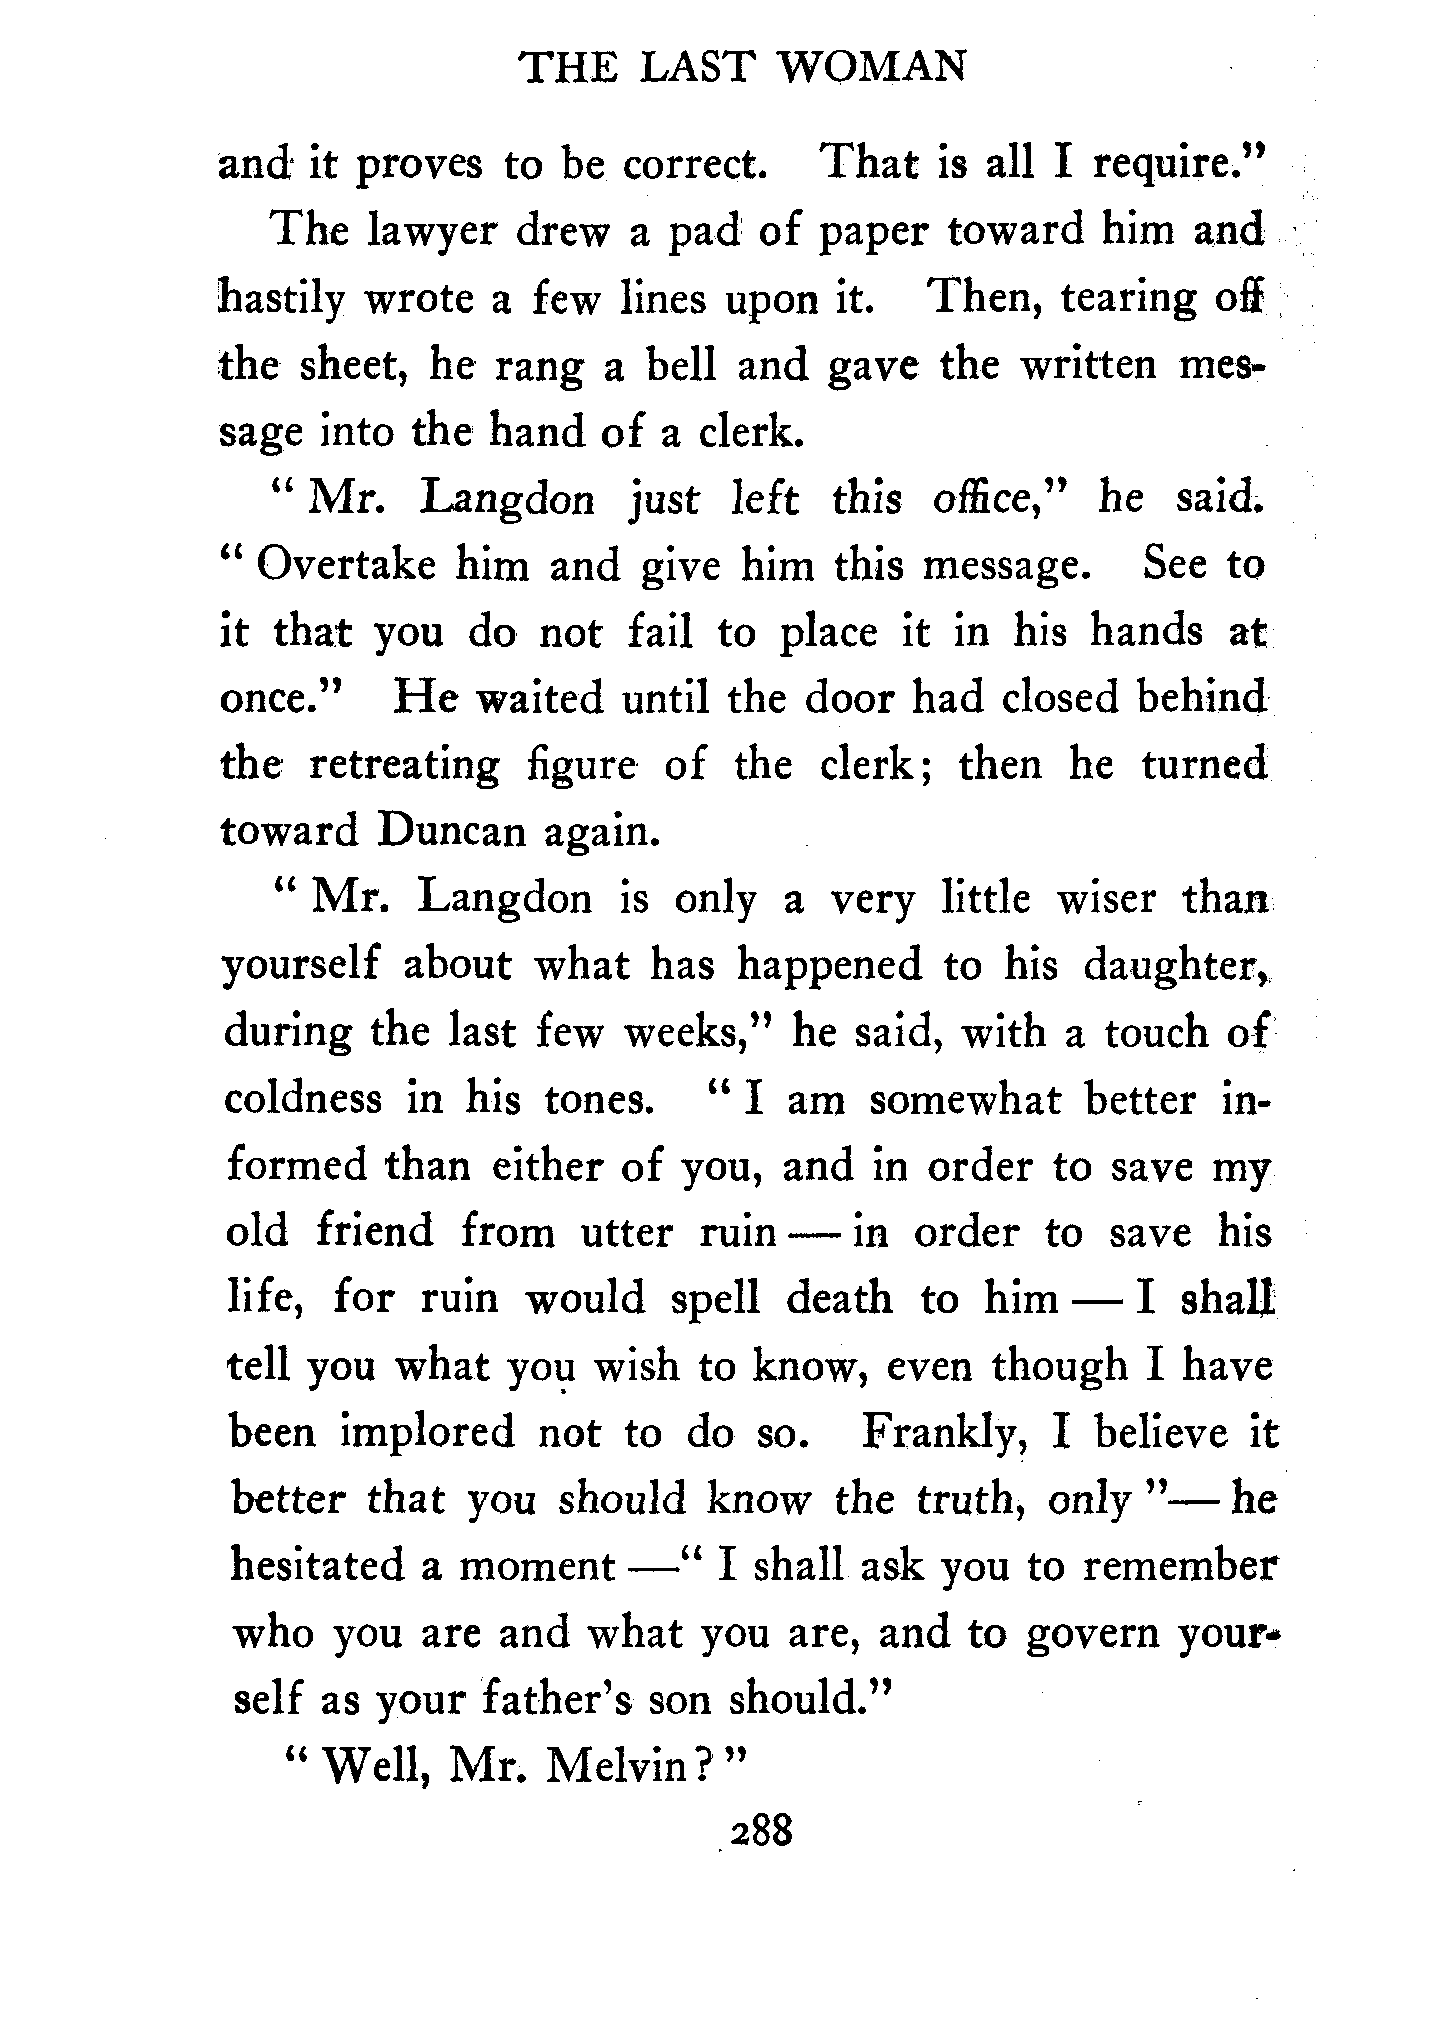 THE LAST WOMAN
and it proves to be correct. That is all I require."
The lawyer drew a pad of paper toward him and
hastily wrote a few lines upon it. Then, tearing off
the sheet, he rang a bell and gave the written mes-
sage into the hand of a clerk.
" Mr. Langdon just left this office," he said.
" Overtake him and give him this message. See to
it that you do not fail to place it in his hands at
once." He waited until the door had closed behind
the retreating figure of the clerk; then he turned
toward Duncan again.
" Mr. Langdon is only a very little wiser than
yourself about what has happened to his daughter,
during the last few weeks," he said, with a touch of
coldness in his tones. " I am somewhat better in-
formed than either of you, and in order to save my
old friend from utter ruin — in order to save his
life, for ruin would spell death to him — I shall
tell you what you wish to know, even though I have
been implored not to do so. Frankly, I believe it
better that you should know the truth, only "— he
hesitated a moment —" I shall ask you to remember
who you are and what you are, and to govern your-
self as your father's son should."
" Well, Mr. Melvin? "
288